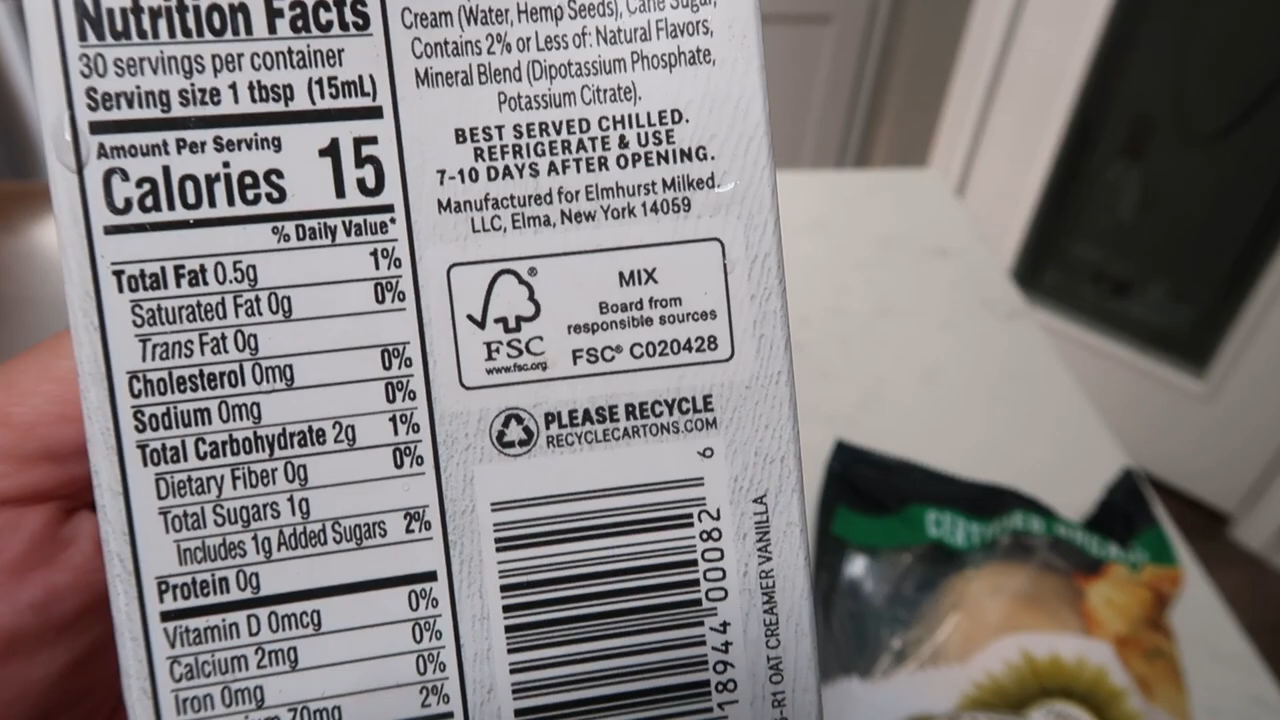 Nutrition Facts
30 servings per container
Serving size 1 tbsp (15mL)
Amount Per Serving
Calories 15
% Daily Value*
Total Fat 0.5g 1%
Saturated Fat 0g 0%
Trans Fat 0g
Cholesterol 0mg 0%
Sodium 0mg 0%
Total Carbohydrate 2g 1%
Dietary Fiber 0g 0%
Total Sugars 1g
Includes 1g Added Sugars 2%
Protein 0g
Vitamin D 0mcg 0%
Calcium 2mg 0%
Iron 0mg 0%
70mg 2%
Cream (Water, Hemp Seeds), Cane Sugar,
Contains 2% or Less of: Natural Flavors,
Mineral Blend (Dipotassium Phosphate,
Potassium Citrate).
BEST SERVED CHILLED.
REFRIGERATE & USE
7-10 DAYS AFTER OPENING.
Manufactured for Elmhurst Milked,
LLC, Elma, New York 14059
FSC®
www.fsc.org
MIX
Board from
responsible sources
FSC® C020428
PLEASE RECYCLE
RECYCLECARTONS.COM
18944 00082 6
-R1 OAT CREAMER VANILLA